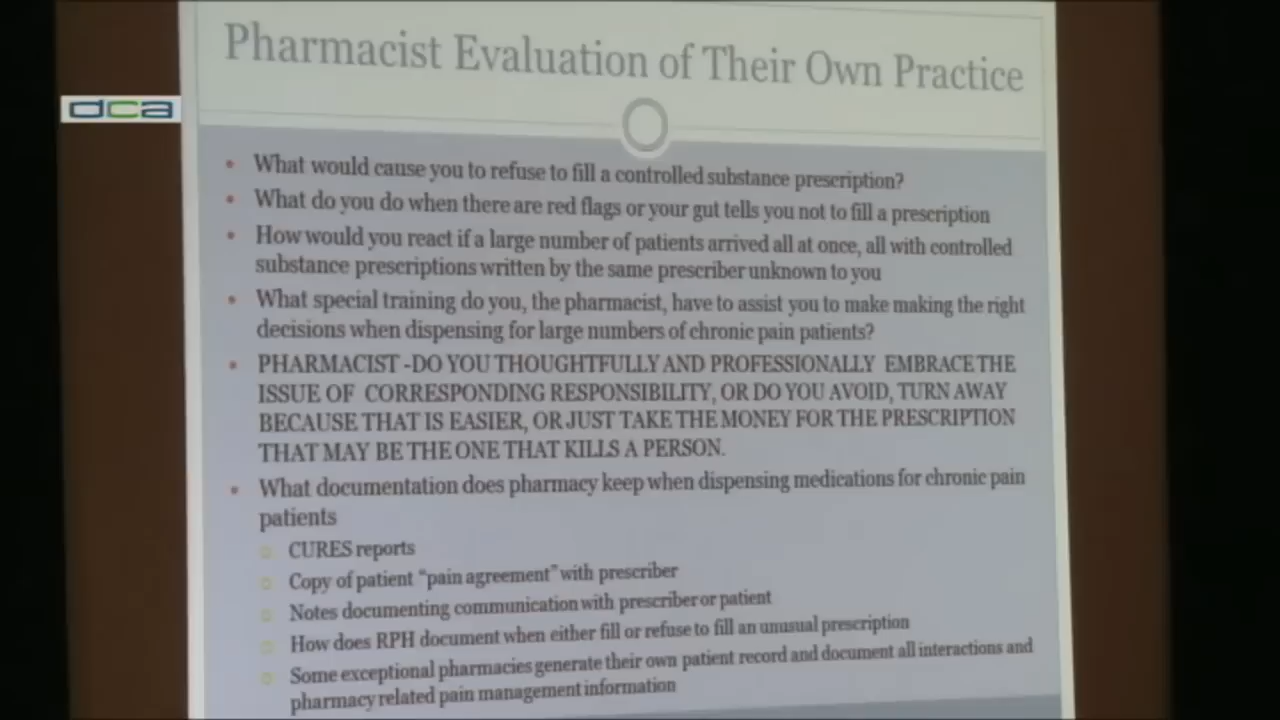 Pharmacist Evaluation of Their Own Practice
dca
What would cause you to refuse to fill a controlled substance prescription?
What do you do when there are red flags or your gut tells you not to fill a prescription
How would you react if a large number of patients arrived all at once, all with controlled
substance prescriptions written by the same prescriber unknown to you
What special training do you, the pharmacist, have to assist you to make making the right
decisions when dispensing for large numbers of chronic pain patients?
PHARMACIST -DO YOU THOUGHTFULLY AND PROFESSIONALLY EMBRACE THE
ISSUE OF CORRESPONDING RESPONSIBILITY, OR DO YOU AVOID, TURN AWAY
BECAUSE THAT IS EASIER, OR JUST TAKE THE MONEY FOR THE PRESCRIPTION
THAT MAY BE THE ONE THAT KILLS A PERSON.
What documentation does pharmacy keep when dispensing medications for chronic pain
patients
CURES reports
Copy of patient “pain agreement” with prescriber
Notes documenting communication with prescriber or patient
How does RPH document when either fill or refuse to fill an unusual prescription
Some exceptional pharmacies generate their own patient record and document all interactions and
pharmacy related pain management information